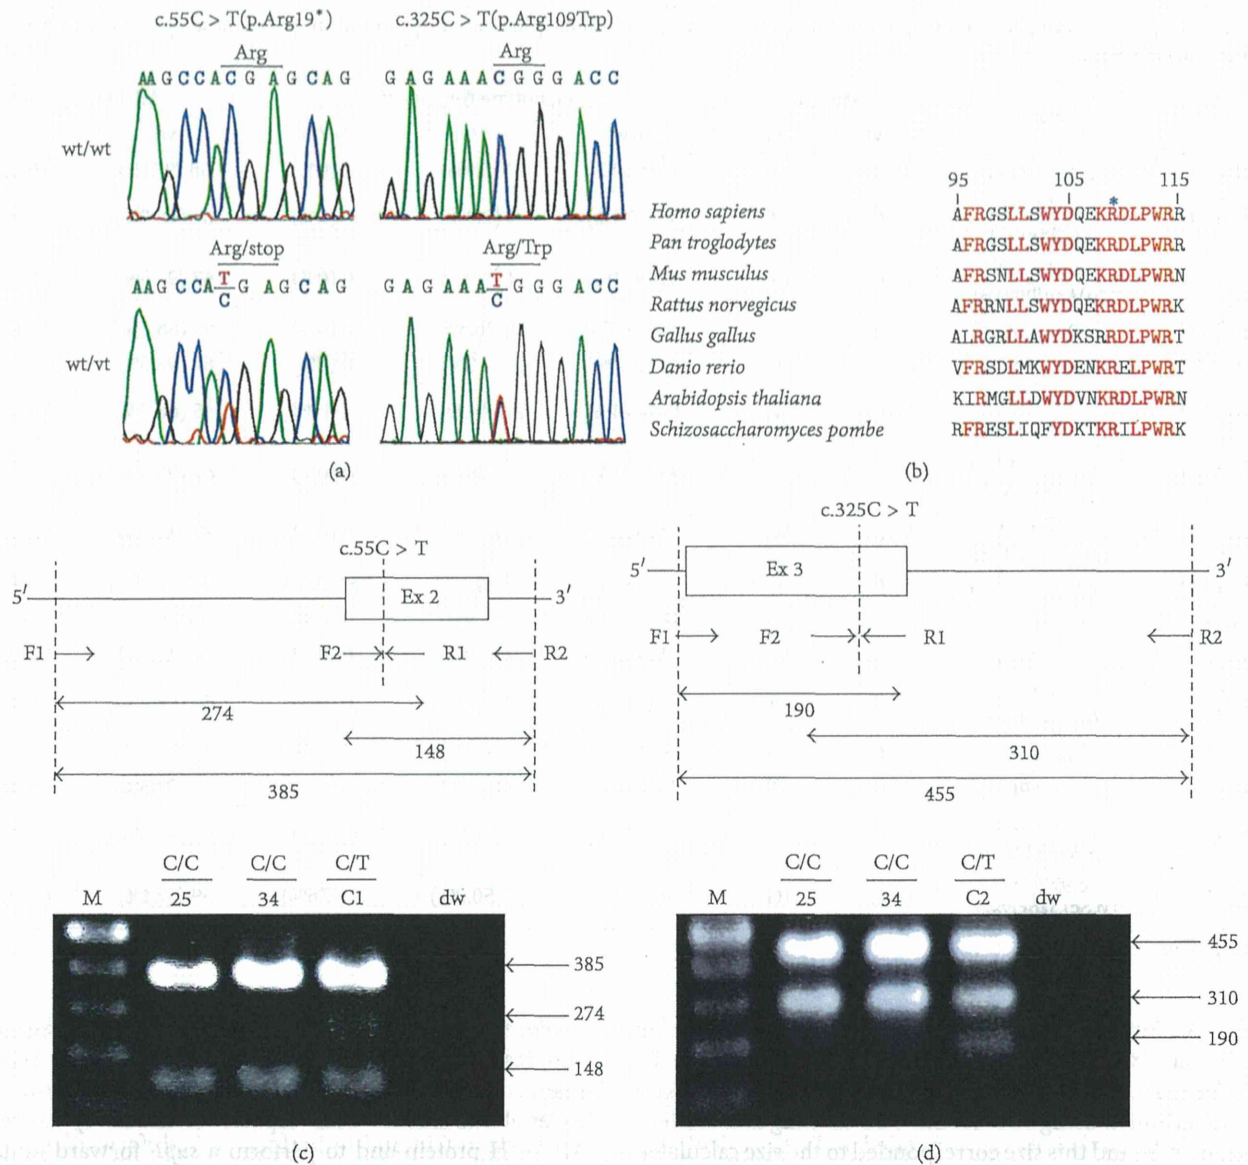 c.55C > T(p.Arg19*)
c.325C > T(p.Arg109Trp)
Arg
Arg
AAGCCACGAGCAG
GAGAAACGGGACC
wt/wt
Arg/stop
Arg/Trp
T
T
AAGCCA GAGCAG
GAGAAA GGGACC
C
C
wt/vt
(a)
95 105 115
*
Homo sapiens AFRGSLLSWYDQEKRDLPWRR
Pan troglodytes AFRGSLLSWYDQEKRDLPWRR
Mus musculus AFRSNLLSWYDQEKRDLPWRN
Rattus norvegicus AFRRNLLSWYDQEKRDLPWRK
Gallus gallus ALRGRLLAWYDKSRRDLPWRT
Danio rerio VFRSDLMKWYDENKRELPWRT
Arabidopsis thaliana KIRMGLLDWYDVNKRDLPWRN
Schizosaccharomyces pombe RFRESLIQFYDKTKRILPWRK
(b)
c.55C > T
5′ Ex 2 3′
F1 F2 R1 R2
274
148
385
C/C C/C C/T
M 25 34 C1 dw
385
274
148
(c)
c.325C > T
5′ Ex 3 3′
F1 F2 R1 R2
190
310
455
C/C C/C C/T
M 25 34 C2 dw
455
310
190
(d)